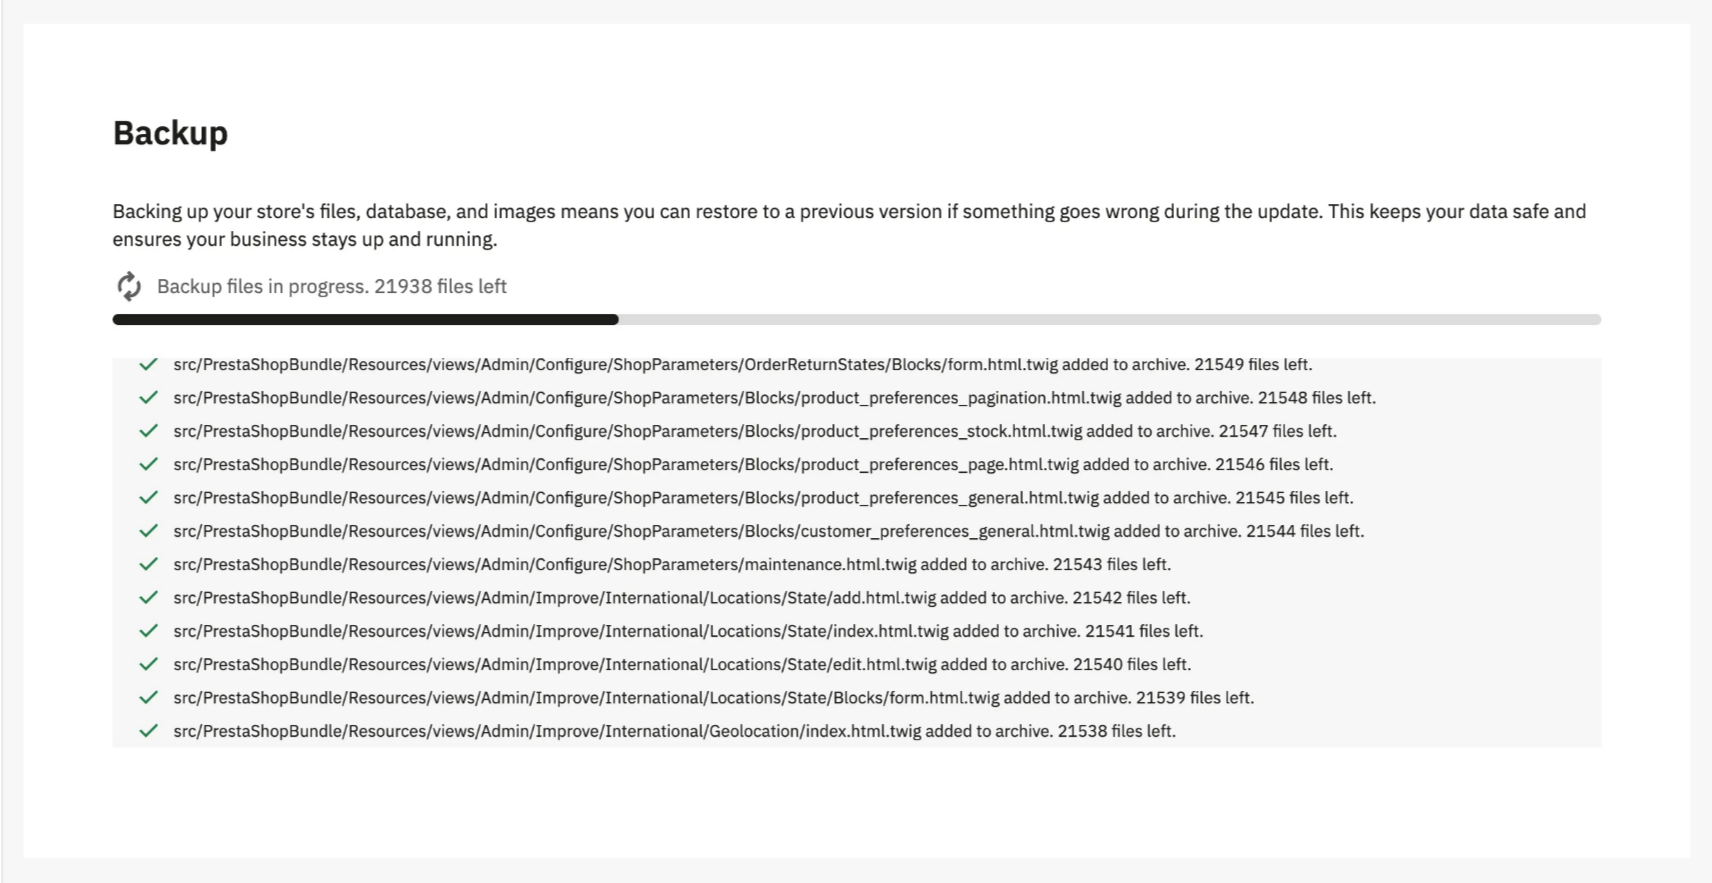 Backup
Backing up your store's files, database, and images means you can restore to a previous version if something goes wrong during the update. This keeps your data safe and
ensures your business stays up and running.
Backup files in progress. 21938 files left
src/PrestaShopBundle/Resources/views/Admin/Configure/ShopParameters/OrderReturnStates/Blocks/form.html.twig added to archive. 21549 files left.
src/PrestaShopBundle/Resources/views/Admin/Configure/ShopParameters/Blocks/product_preferences_pagination.html.twig added to archive. 21548 files left.
src/PrestaShopBundle/Resources/views/Admin/Configure/ShopParameters/Blocks/product_preferences_stock.html.twig added to archive. 21547 files left.
src/PrestaShopBundle/Resources/views/Admin/Configure/ShopParameters/Blocks/product_preferences_page.html.twig added to archive. 21546 files left.
src/PrestaShopBundle/Resources/views/Admin/Configure/ShopParameters/Blocks/product_preferences_general.html.twig added to archive. 21545 files left.
src/PrestaShopBundle/Resources/views/Admin/Configure/ShopParameters/Blocks/customer_preferences_general.html.twig added to archive. 21544 files left.
src/PrestaShopBundle/Resources/views/Admin/Configure/ShopParameters/maintenance.html.twig added to archive. 21543 files left.
src/PrestaShopBundle/Resources/views/Admin/Improve/International/Locations/State/add.html.twig added to archive. 21542 files left.
src/PrestaShopBundle/Resources/views/Admin/Improve/International/Locations/State/index.html.twig added to archive. 21541 files left.
src/PrestaShopBundle/Resources/views/Admin/Improve/International/Locations/State/edit.html.twig added to archive. 21540 files left.
src/PrestaShopBundle/Resources/views/Admin/Improve/International/Locations/State/Blocks/form.html.twig added to archive. 21539 files left.
src/PrestaShopBundle/Resources/views/Admin/Improve/International/Geolocation/index.html.twig added to archive. 21538 files left.